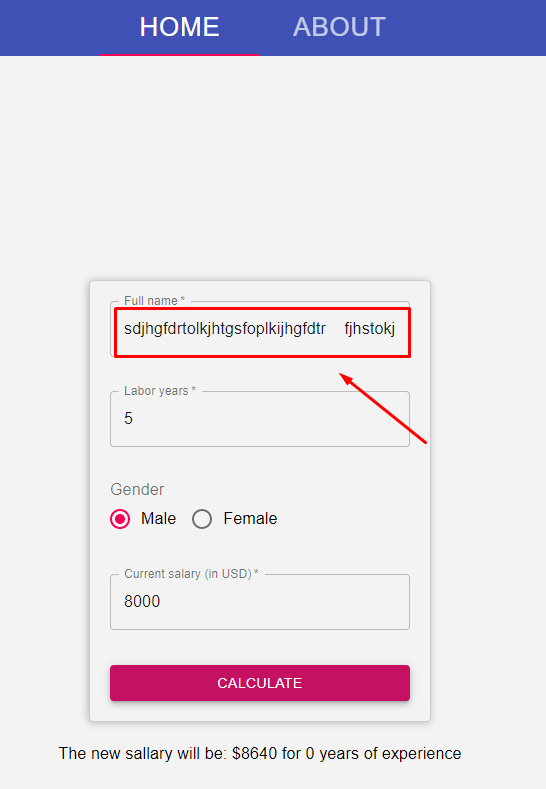 HOME ABOUT
Full name *
sdjhgfdrtolkjhtgsfoplkijhgfdtr fjhstokj
Labor years *
5
Gender
Male Female
Current salary (in USD) *
8000
CALCULATE
The new sallary will be: $8640 for 0 years of experience